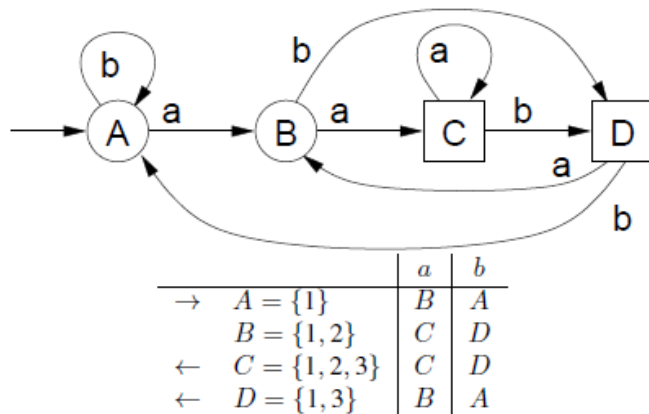 b b a
A a B a C b D
a
b
a b
→ A = {1} B A
B = {1, 2} C D
← C = {1, 2, 3} C D
← D = {1, 3} B A